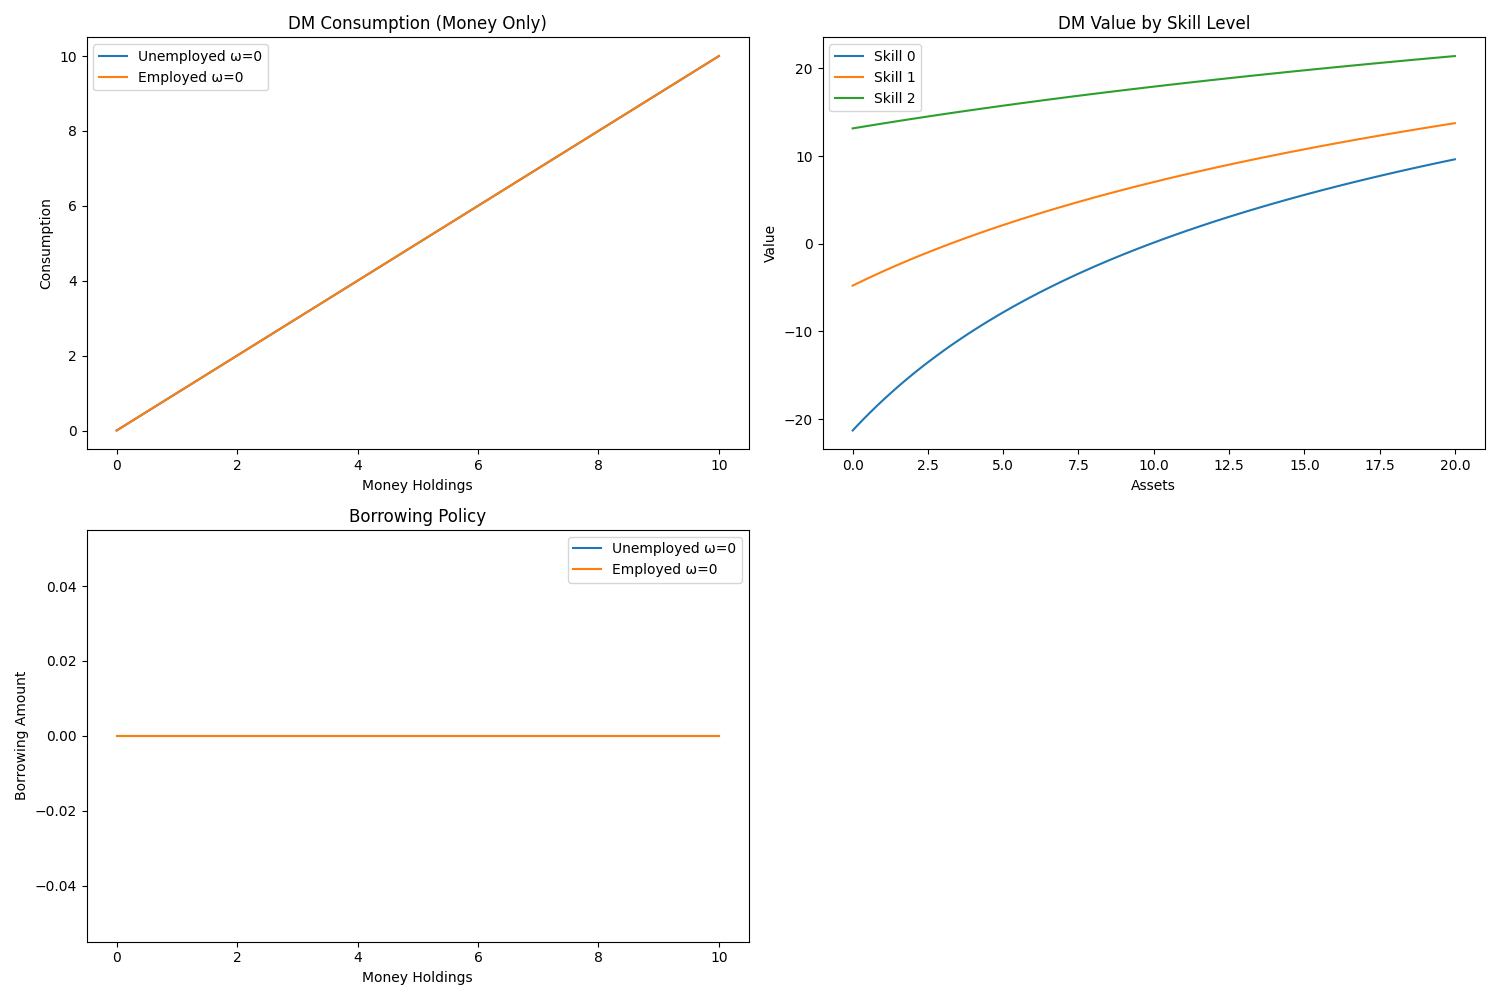 DM Consumption (Money Only)
Unemployed ω=0
Employed ω=0
Consumption
10
8
6
4
2
0
0 2 4 6 8 10
Money Holdings
DM Value by Skill Level
Skill 0
Skill 1
Skill 2
Value
20
10
0
−10
−20
0.0 2.5 5.0 7.5 10.0 12.5 15.0 17.5 20.0
Assets
Borrowing Policy
Unemployed ω=0
Employed ω=0
Borrowing Amount
0.04
0.02
0.00
−0.02
−0.04
0 2 4 6 8 10
Money Holdings